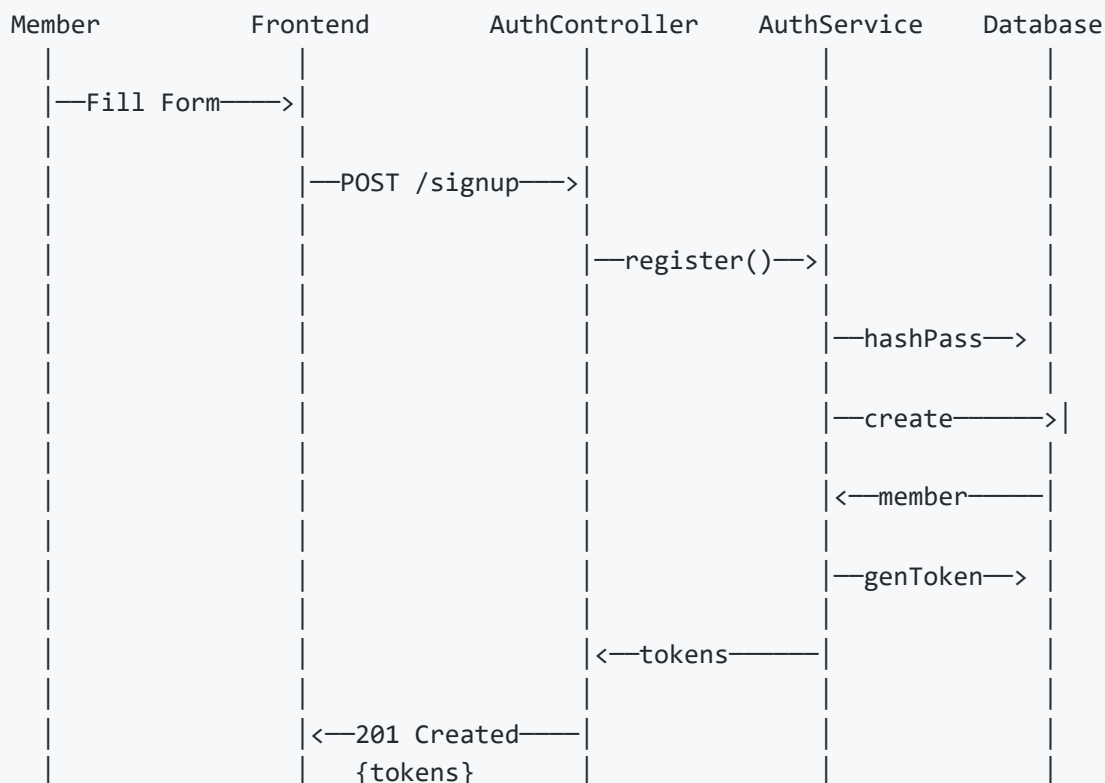 Member Frontend AuthController AuthService Database
Fill Form
POST /signup
register()
hashPass
create
member
genToken
tokens
201 Created
{tokens}